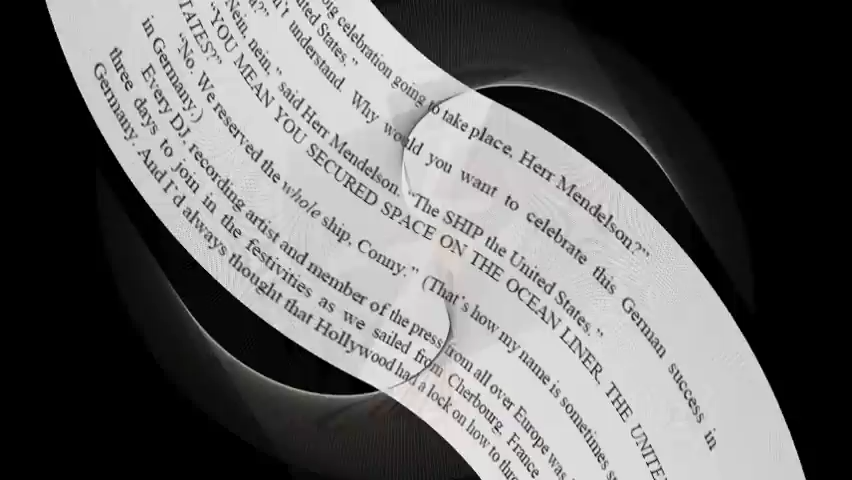 big celebration going to take place, Herr Mendelson?"
United States."
understand. Why would you want to celebrate this German success in
"Nein, nein," said Herr Mendelson. "The SHIP the United States."
"YOU MEAN YOU SECURED SPACE ON THE OCEAN LINER, THE UNITED
STATES?"
"No. We reserved the whole ship, Conny." (That's how my name is sometimes
in Germany.)
Every DJ, recording artist and member of the press from all over Europe was
three days to join in the festivities as we sailed from Cherbourg, France
Germany. And I'd always thought that Hollywood had a lock on how to